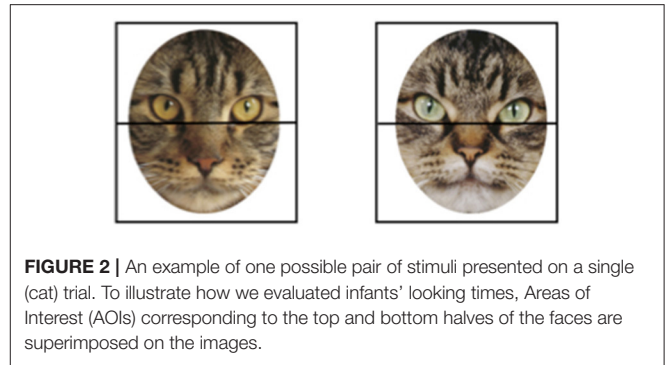 FIGURE 2 | An example of one possible pair of stimuli presented on a single
(cat) trial. To illustrate how we evaluated infants' looking times, Areas of
Interest (AOIs) corresponding to the top and bottom halves of the faces are
superimposed on the images.